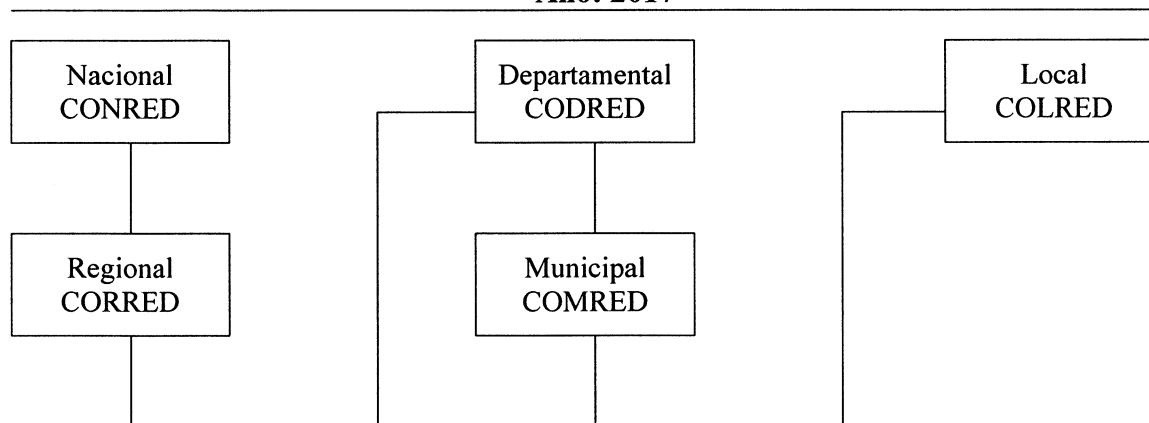 Nacional
CONRED
Departamental
CODRED
Local
COLRED
Regional
CORRED
Municipal
COMRED